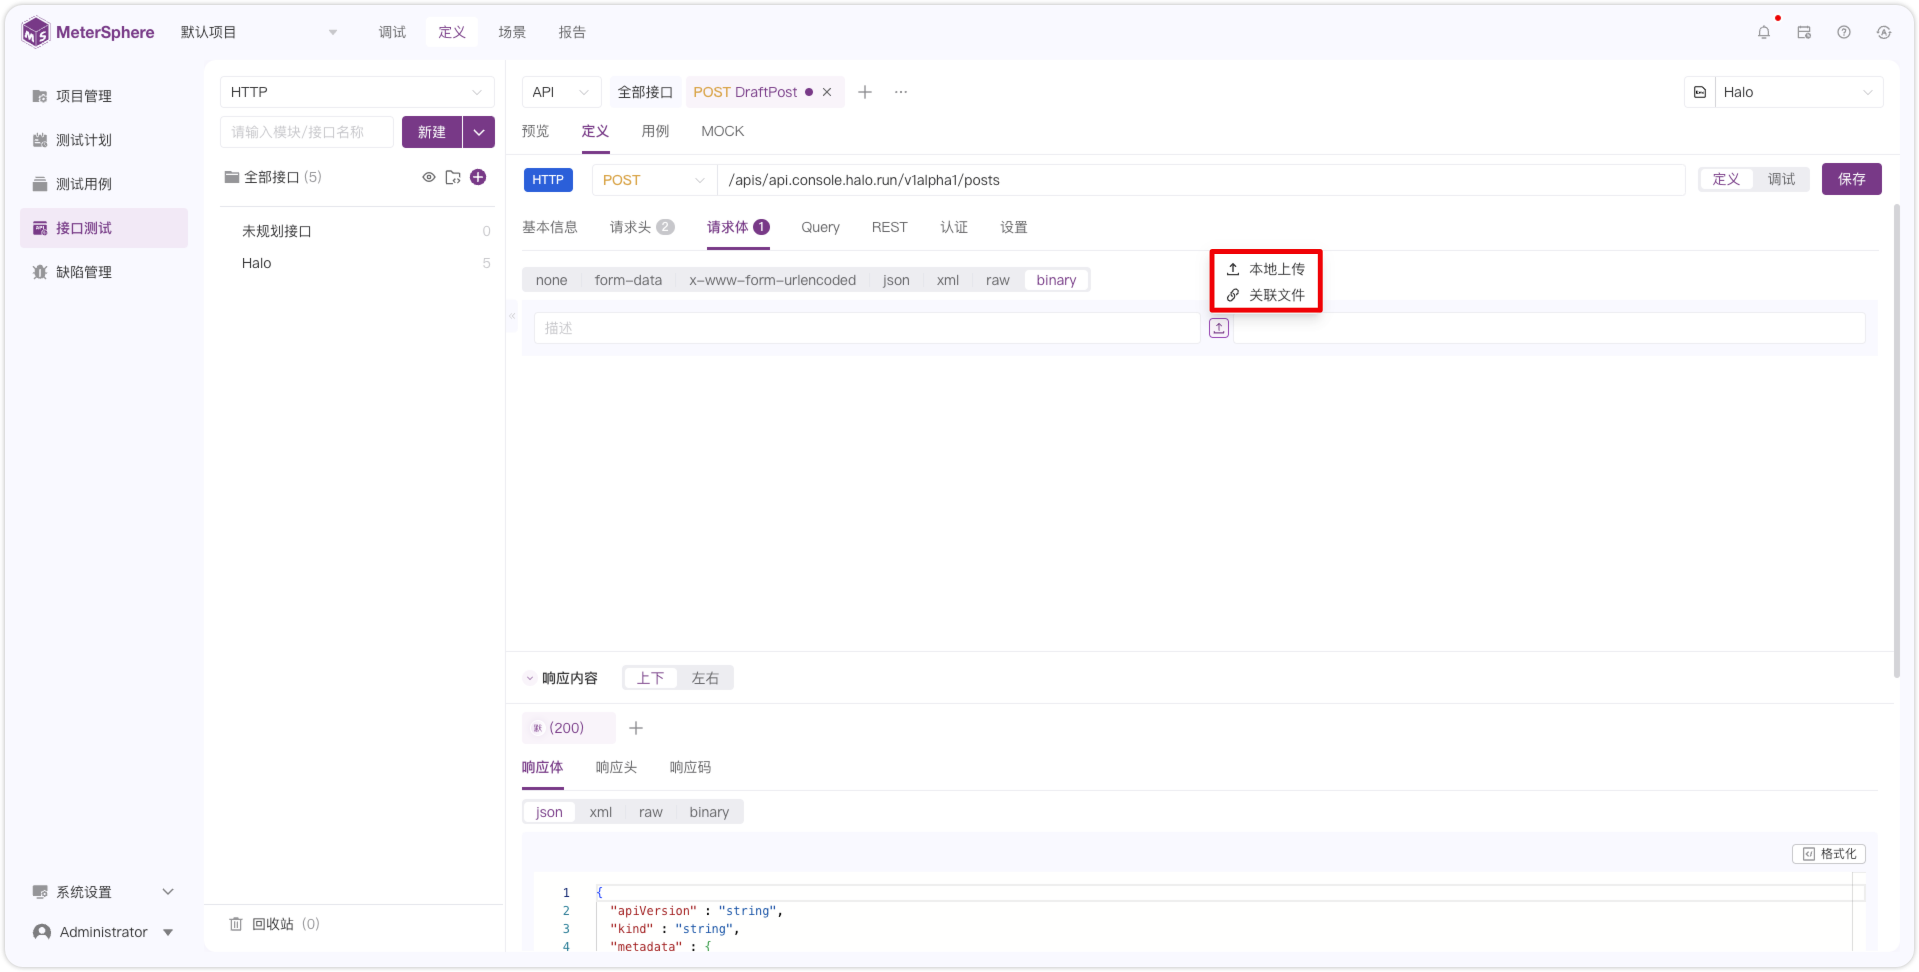 MeterSphere 默认项目 调试 定义 场景 报告
项目管理
测试计划
测试用例
接口测试
缺陷管理
系统设置
Administrator
HTTP
请输入模块/接口名称 新建
全部接口 (5)
未规划接口 0
Halo 5
回收站 (0)
API 全部接口 POST DraftPost Halo
预览 定义 用例 MOCK
HTTP POST /apis/api.console.halo.run/v1alpha1/posts 定义 调试 保存
基本信息 请求头 2 请求体 1 Query REST 认证 设置
none form-data x-www-form-urlencoded json xml raw binary
本地上传
关联文件
描述
响应内容 上下 左右
(200)
响应体 响应头 响应码
json xml raw binary
格式化
1 {
2 "apiVersion" : "string",
3 "kind" : "string",
4 "metadata" : {